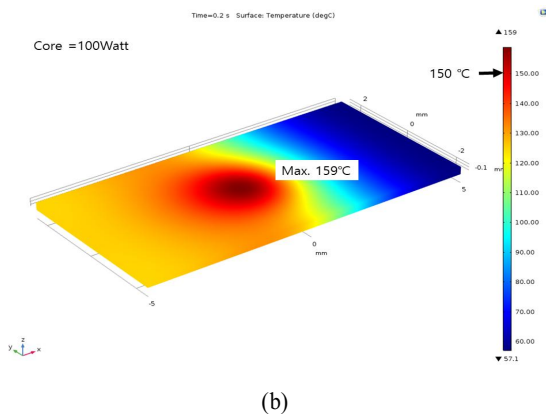 Time=0.2 s Surface: Temperature (degC)
Core =100Watt
▲ 159
150 ℃
150.00
140.00
130.00
120.00
110.00
100.00
90.00
80.00
70.00
60.00
▼ 57.1
2
0
mm
-2
-0.1
mm
5
Max. 159℃
0
mm
-5
z
y
x
(b)